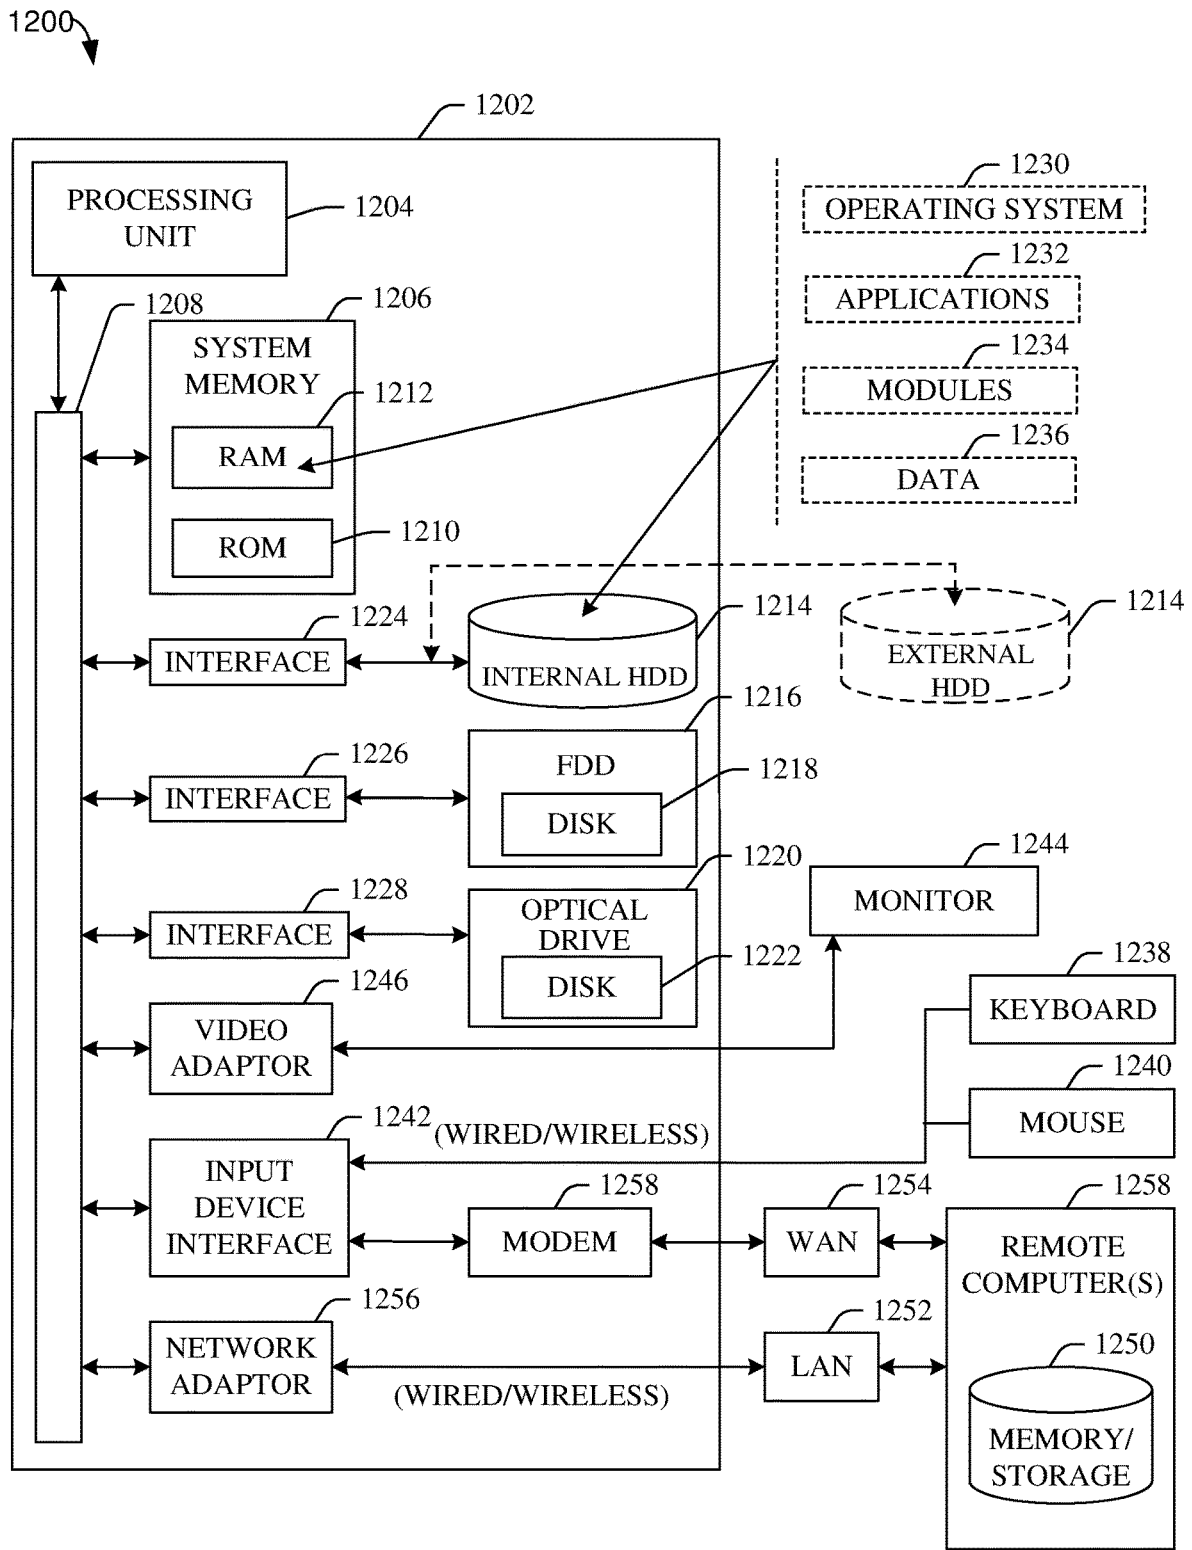 1200
1202
PROCESSING
UNIT
1204
1230
OPERATING SYSTEM
1232
APPLICATIONS
1234
MODULES
1236
DATA
1208
1206
SYSTEM
MEMORY
1212
RAM
1210
ROM
1224
INTERFACE
1214
INTERNAL HDD
1214
EXTERNAL
HDD
1226
INTERFACE
1216
FDD
1218
DISK
1228
INTERFACE
1220
OPTICAL
DRIVE
1222
DISK
1244
MONITOR
1246
VIDEO
ADAPTOR
1238
KEYBOARD
1240
MOUSE
1242
(WIRED/WIRELESS)
INPUT
DEVICE
INTERFACE
1258
MODEM
1254
WAN
1258
REMOTE
COMPUTER(S)
1256
NETWORK
ADAPTOR
(WIRED/WIRELESS)
1252
LAN
1250
MEMORY/
STORAGE